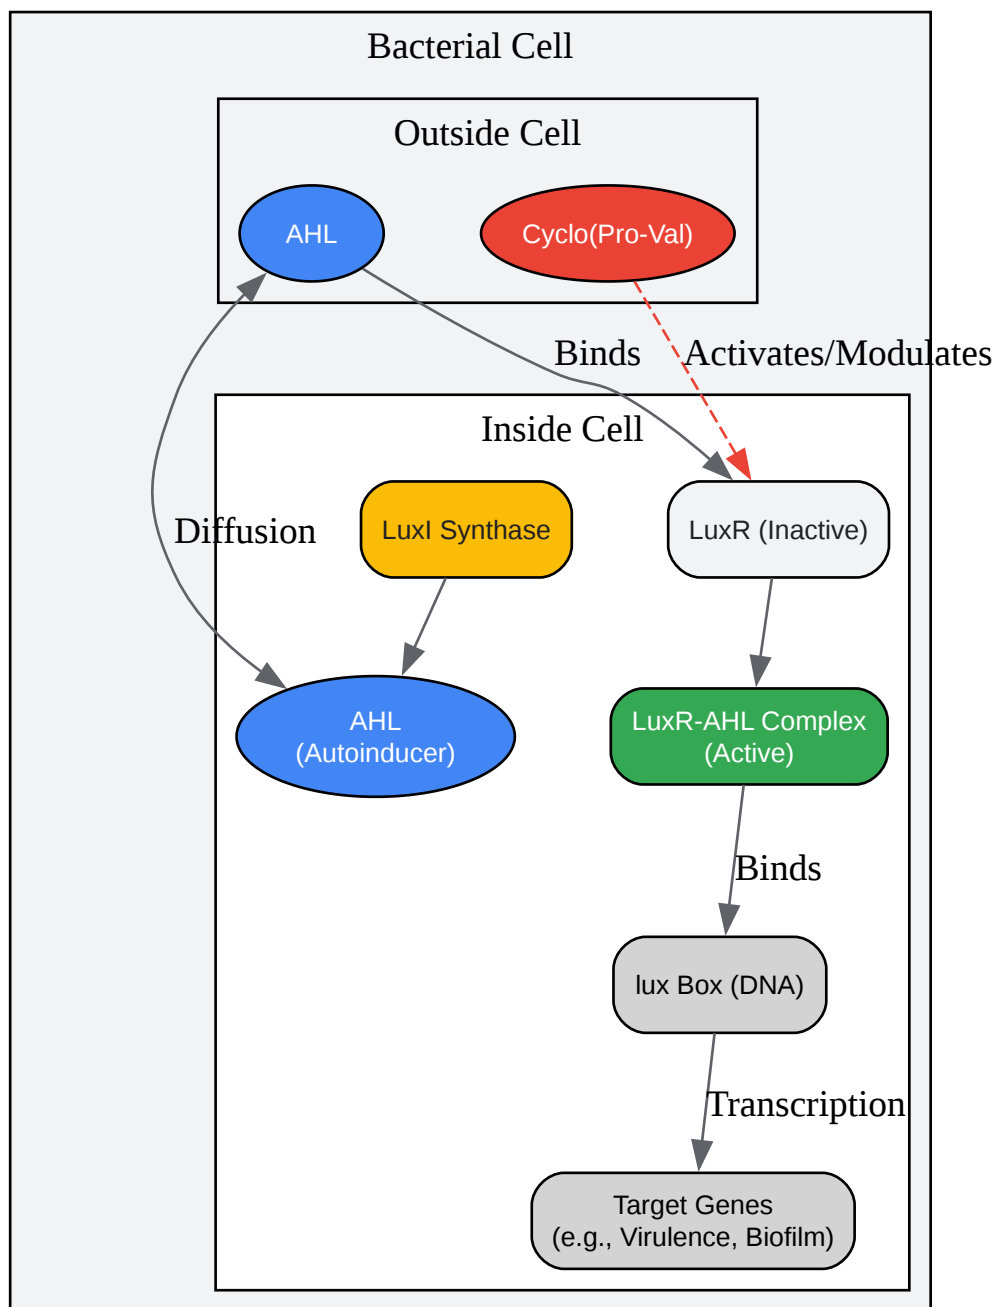 Bacterial Cell
Outside Cell
AHL
Cyclo(Pro-Val)
Binds
Activates/Modulates
Inside Cell
Diffusion
LuxI Synthase
LuxR (Inactive)
AHL
(Autoinducer)
LuxR-AHL Complex
(Active)
Binds
lux Box (DNA)
Transcription
Target Genes
(e.g., Virulence, Biofilm)